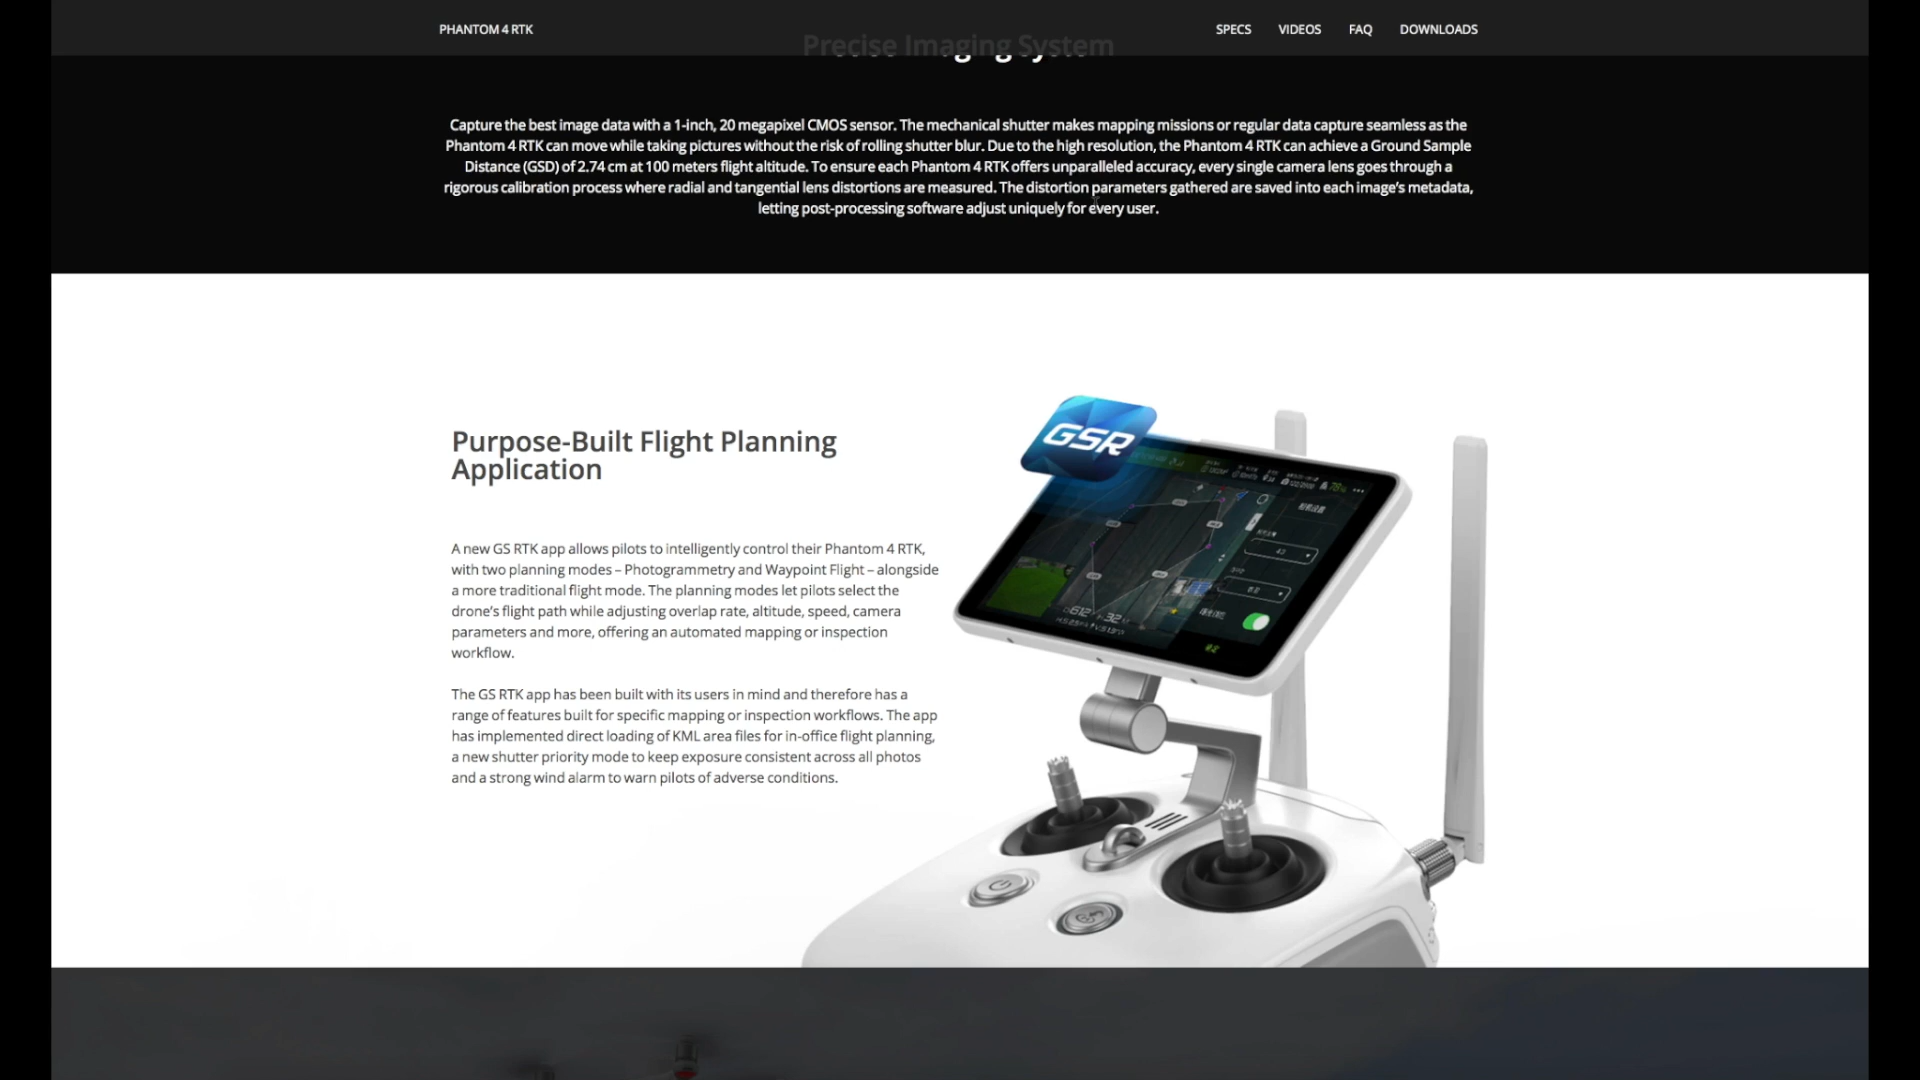 PHANTOM 4 RTK
SPECS
VIDEOS
FAQ
DOWNLOADS
Precise Imaging System
Capture the best image data with a 1-inch, 20 megapixel CMOS sensor. The mechanical shutter makes mapping missions or regular data capture seamless as the
Phantom 4 RTK can move while taking pictures without the risk of rolling shutter blur. Due to the high resolution, the Phantom 4 RTK can achieve a Ground Sample
Distance (GSD) of 2.74 cm at 100 meters flight altitude. To ensure each Phantom 4 RTK offers unparalleled accuracy, every single camera lens goes through a
rigorous calibration process where radial and tangential lens distortions are measured. The distortion parameters gathered are saved into each image’s metadata,
letting post-processing software adjust uniquely for every user.
Purpose-Built Flight Planning
Application
A new GS RTK app allows pilots to intelligently control their Phantom 4 RTK,
with two planning modes – Photogrammetry and Waypoint Flight – alongside
a more traditional flight mode. The planning modes let pilots select the
drone’s flight path while adjusting overlap rate, altitude, speed, camera
parameters and more, offering an automated mapping or inspection
workflow.
The GS RTK app has been built with its users in mind and therefore has a
range of features built for specific mapping or inspection workflows. The app
has implemented direct loading of KML area files for in-office flight planning,
a new shutter priority mode to keep exposure consistent across all photos
and a strong wind alarm to warn pilots of adverse conditions.
GSR